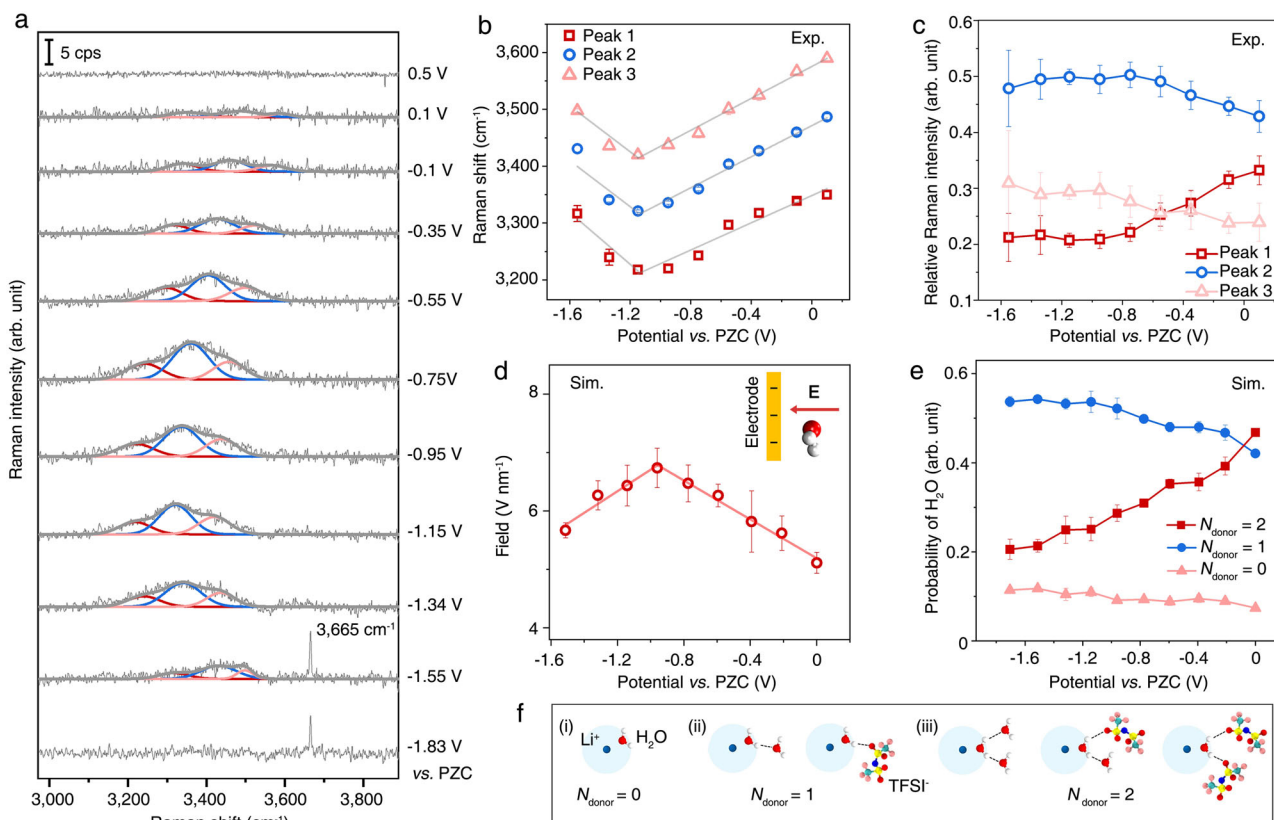 a
5 cps
0.5 V
0.1 V
-0.1 V
-0.35 V
-0.55 V
-0.75V
-0.95 V
-1.15 V
-1.34 V
3,665 cm⁻¹
-1.55 V
-1.83 V
vs. PZC
Raman intensity (arb. unit)
3,000 3,200 3,400 3,600 3,800
b
Peak 1
Peak 2
Peak 3
Exp.
3,600
3,500
3,400
3,300
3,200
Raman shift (cm⁻¹)
-1.6 -1.2 -0.8 -0.4 0
Potential vs. PZC (V)
c
Exp.
0.6
0.5
0.4
0.3
0.2
0.1
Relative Raman intensity (arb. unit)
Peak 1
Peak 2
Peak 3
-1.6 -1.2 -0.8 -0.4 0
Potential vs. PZC (V)
d
Sim.
Electrode
E
8
6
4
Field (V nm⁻¹)
-1.6 -1.2 -0.8 -0.4 0
Potential vs. PZC (V)
e
Sim.
0.6
0.4
0.2
0
Probability of H₂O (arb. unit)
N donor = 2
N donor = 1
N donor = 0
-1.6 -1.2 -0.8 -0.4 0
Potential vs. PZC (V)
f
(i)
Li⁺
H₂O
N donor = 0
(ii)
TFSI⁻
N donor = 1
(iii)
N donor = 2